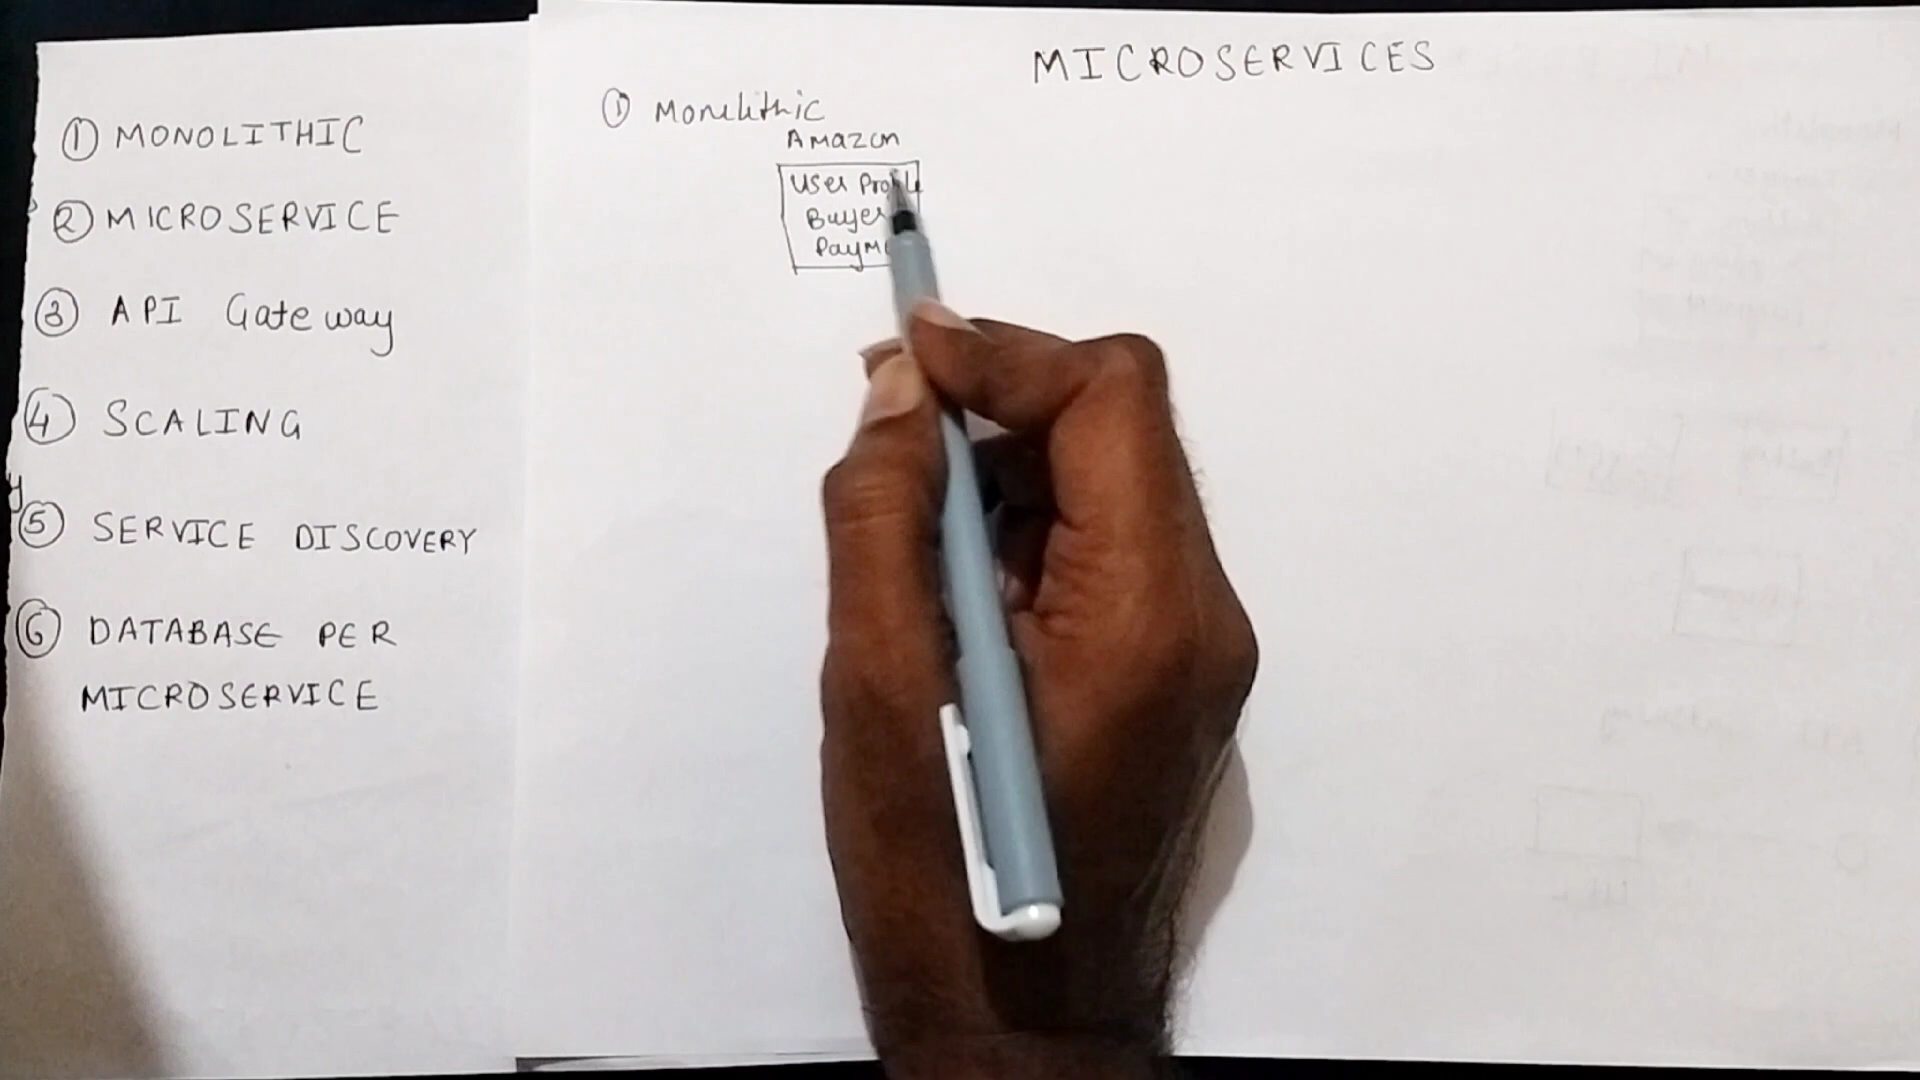 ① MONOLITHIC
② MICROSERVICE
③ API Gateway
④ SCALING
⑤ SERVICE DISCOVERY
⑥ DATABASE PER
MICROSERVICE
MICROSERVICES
① Monolithic
Amazon
User
Buyer